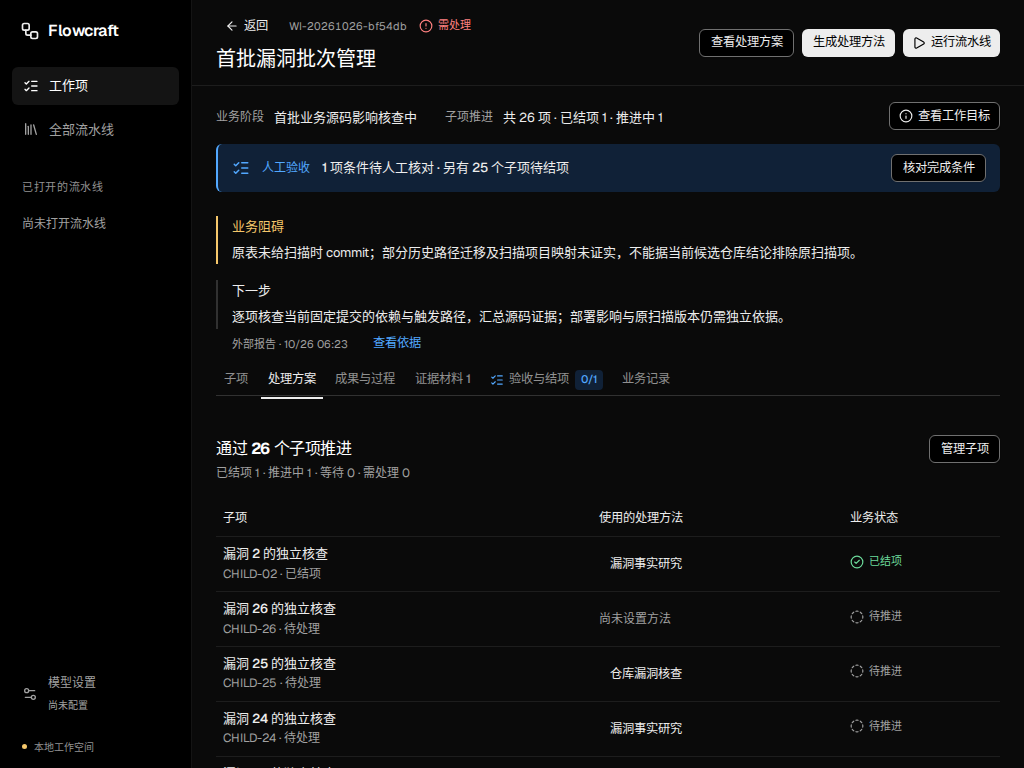 Flowcraft
工作项
全部流水线
已打开的流水线
尚未打开流水线
模型设置
尚未配置
本地工作空间
返回 WI-20261026-bf54db 需处理
首批漏洞批次管理
查看处理方案 生成处理方法 运行流水线
业务阶段 首批业务源码影响核查中 子项推进 共 26 项 · 已结项 1 · 推进中 1
查看工作目标
人工验收 1 项条件待人工核对 · 另有 25 个子项待结项
核对完成条件
业务阻碍
原表未给扫描时 commit；部分历史路径迁移及扫描项目映射未证实，不能据当前候选仓库结论排除原扫描项。
下一步
逐项核查当前固定提交的依赖与触发路径，汇总源码证据；部署影响与原扫描版本仍需独立依据。
外部报告 · 10/26 06:23 查看依据
子项 处理方案 成果与过程 证据材料 1 验收与结项 0/1 业务记录
通过 26 个子项推进
已结项 1 · 推进中 1 · 等待 0 · 需处理 0
管理子项
子项 使用的处理方法 业务状态
漏洞 2 的独立核查
CHILD-02 · 已结项
漏洞事实研究
已结项
漏洞 26 的独立核查
CHILD-26 · 待处理
尚未设置方法
待推进
漏洞 25 的独立核查
CHILD-25 · 待处理
仓库漏洞核查
待推进
漏洞 24 的独立核查
CHILD-24 · 待处理
漏洞事实研究
待推进